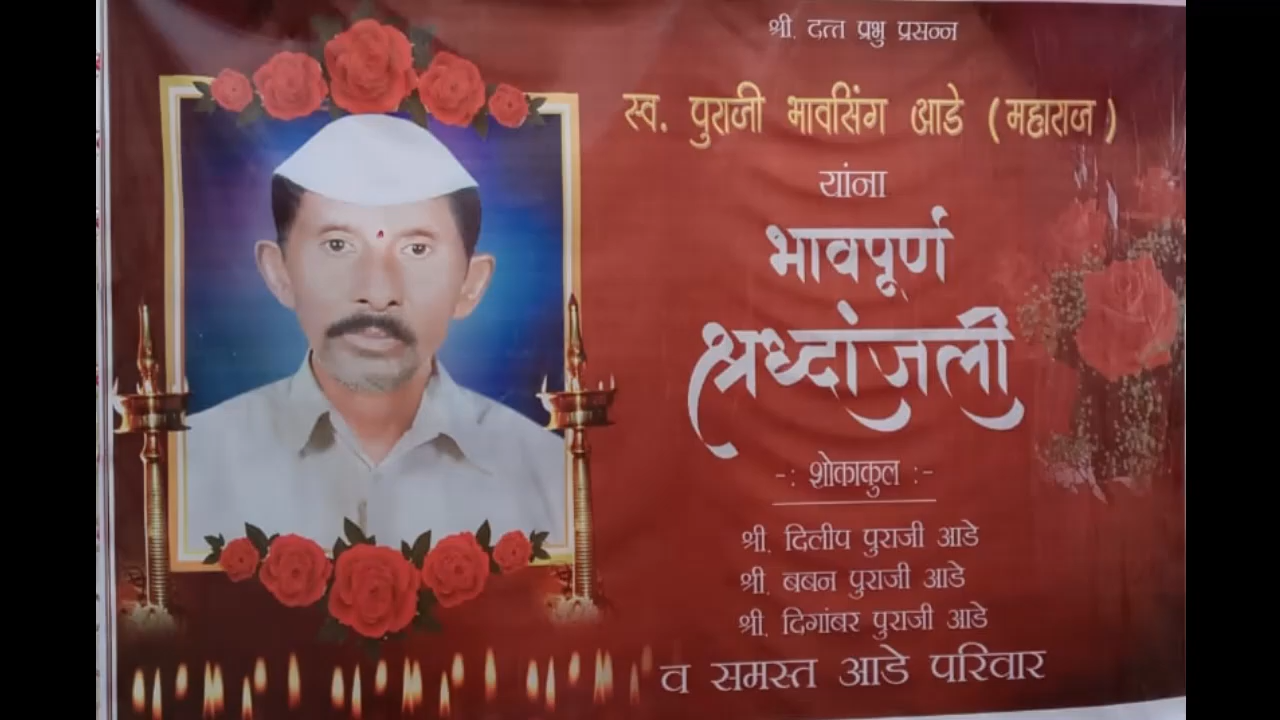 श्री. दत्त प्रभु प्रसन्न
स्व. पुराजी भावसिंग आडे (महाराज)
यांना
भावपूर्ण
श्रध्दांजली
-: शोकाकुल :-
श्री. दिलीप पुराजी आडे
श्री. बबन पुराजी आडे
श्री. दिगांबर पुराजी आडे
व समस्त आडे परिवार